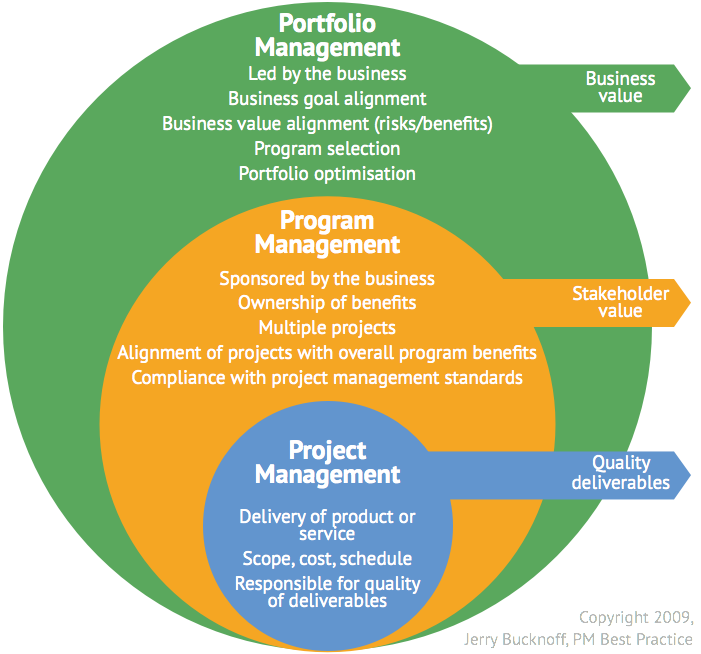 Portfolio
Management
Led by the business
Business goal alignment
Business value alignment (risks/benefits)
Program selection
Portfolio optimisation
Business
value
Program
Management
Sponsored by the business
Ownership of benefits
Multiple projects
Alignment of projects with overall program benefits
Compliance with project management standards
Stakeholder
value
Project
Management
Delivery of product or
service
Scope, cost, schedule
Responsible for quality
of deliverables
Quality
deliverables
Copyright 2009,
Jerry Bucknoff, PM Best Practice